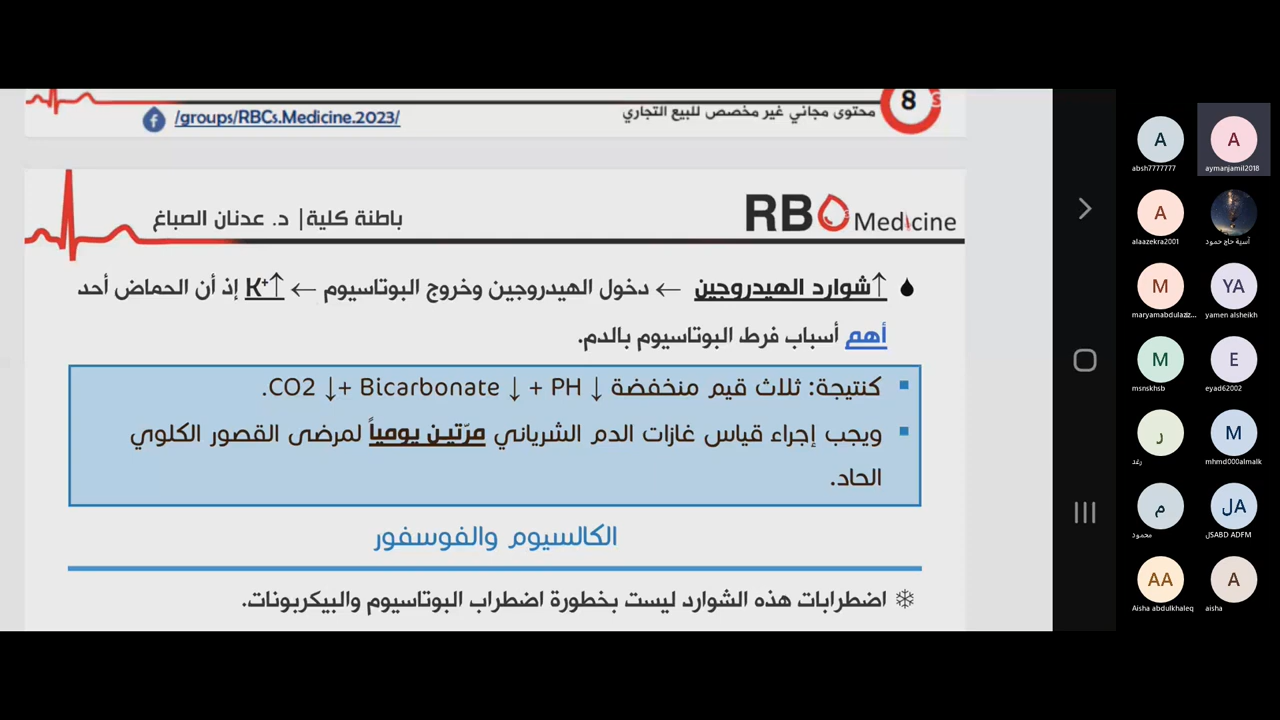 محتوى مجاني غير مخصص للبيع التجاري
8
/groups/RBCs.Medicine.2023/
RB Medicine
باطنة كلية| د. عدنان الصباغ
↑شوارد الهيدروجين ← دخول الهيدروجين وخروج البوتاسيوم ← ↑K+ إذ أن الحماض أحد
أهم أسباب فرط البوتاسيوم بالدم.
كنتيجة: ثلاث قيم منخفضة ↓ PH + ↓ Bicarbonate +↓ CO2.
ويجب إجراء قياس غازات الدم الشرياني مرّتين يومياً لمرضى القصور الكلوي
الحاد.
الكالسيوم والفوسفور
اضطرابات هذه الشوارد ليست بخطورة اضطراب البوتاسيوم والبيكربونات.
A
absh7777777
A
aymanjamil2018
A
alaazekra2001
آسية حاج حمود
M
maryamabdulaziz...
YA
yamen alsheikh
M
msnskhsb
E
eyad62002
ر
رغد
M
mhmd000almalk
م
محمود
لA
لSABD ADFM
AA
Aisha abdulkhaleq
A
aisha